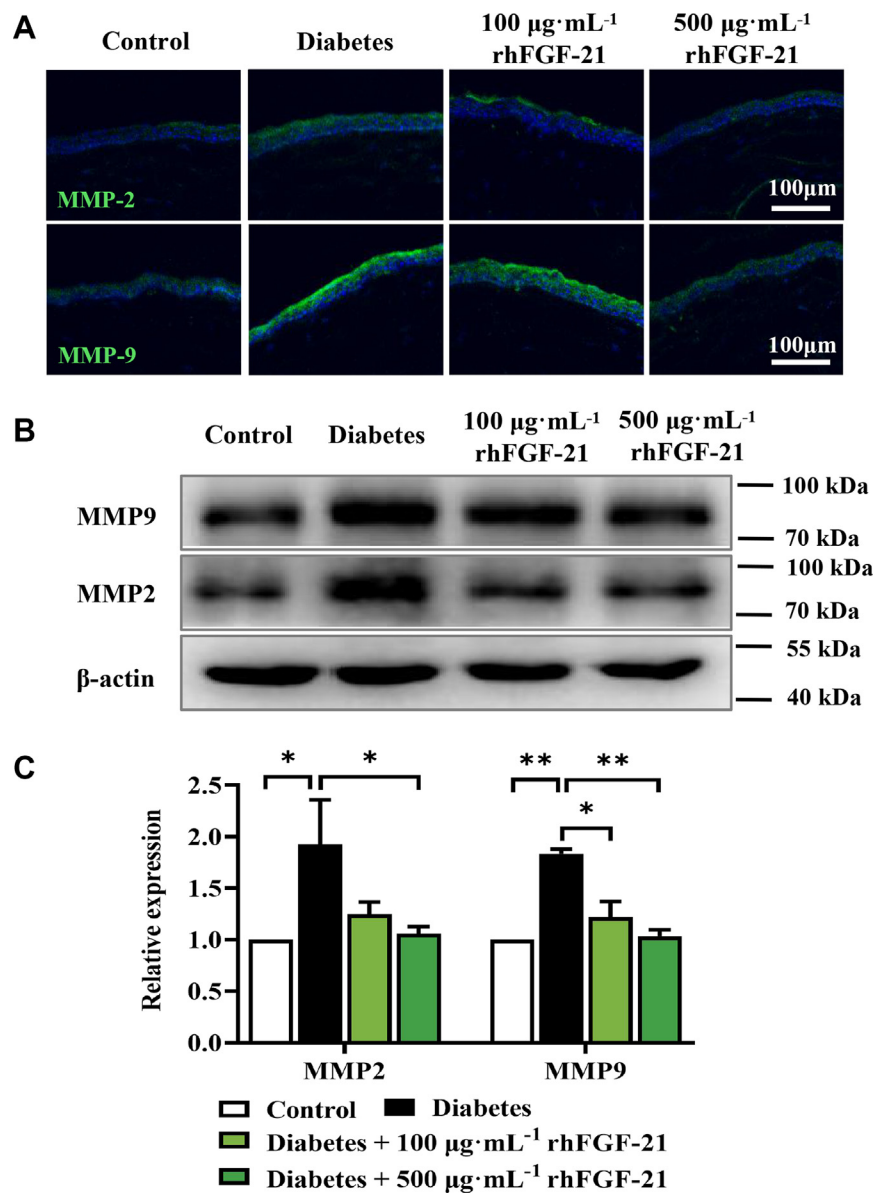 A
Control
Diabetes
100 μg·mL⁻¹
rhFGF-21
500 μg·mL⁻¹
rhFGF-21
MMP-2
100μm
MMP-9
100μm
B
Control
Diabetes
100 μg·mL⁻¹
rhFGF-21
500 μg·mL⁻¹
rhFGF-21
MMP9
100 kDa
70 kDa
MMP2
100 kDa
70 kDa
β-actin
55 kDa
40 kDa
C
Relative expression
2.5
2.0
1.5
1.0
0.5
0.0
* *
** **
*
MMP2 MMP9
Control Diabetes
Diabetes + 100 μg·mL⁻¹ rhFGF-21
Diabetes + 500 μg·mL⁻¹ rhFGF-21